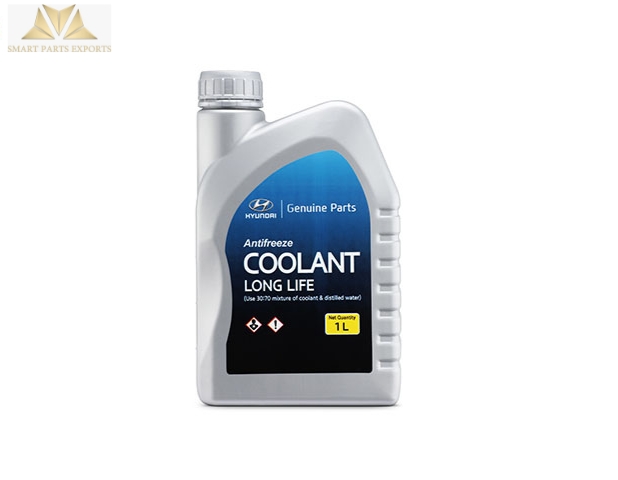 SMART PARTS EXPORTS
HYUNDAI
Genuine Parts
Antifreeze
COOLANT
LONG LIFE
(Use 30:70 mixture of coolant & distilled water)
Net Quantity
1 L